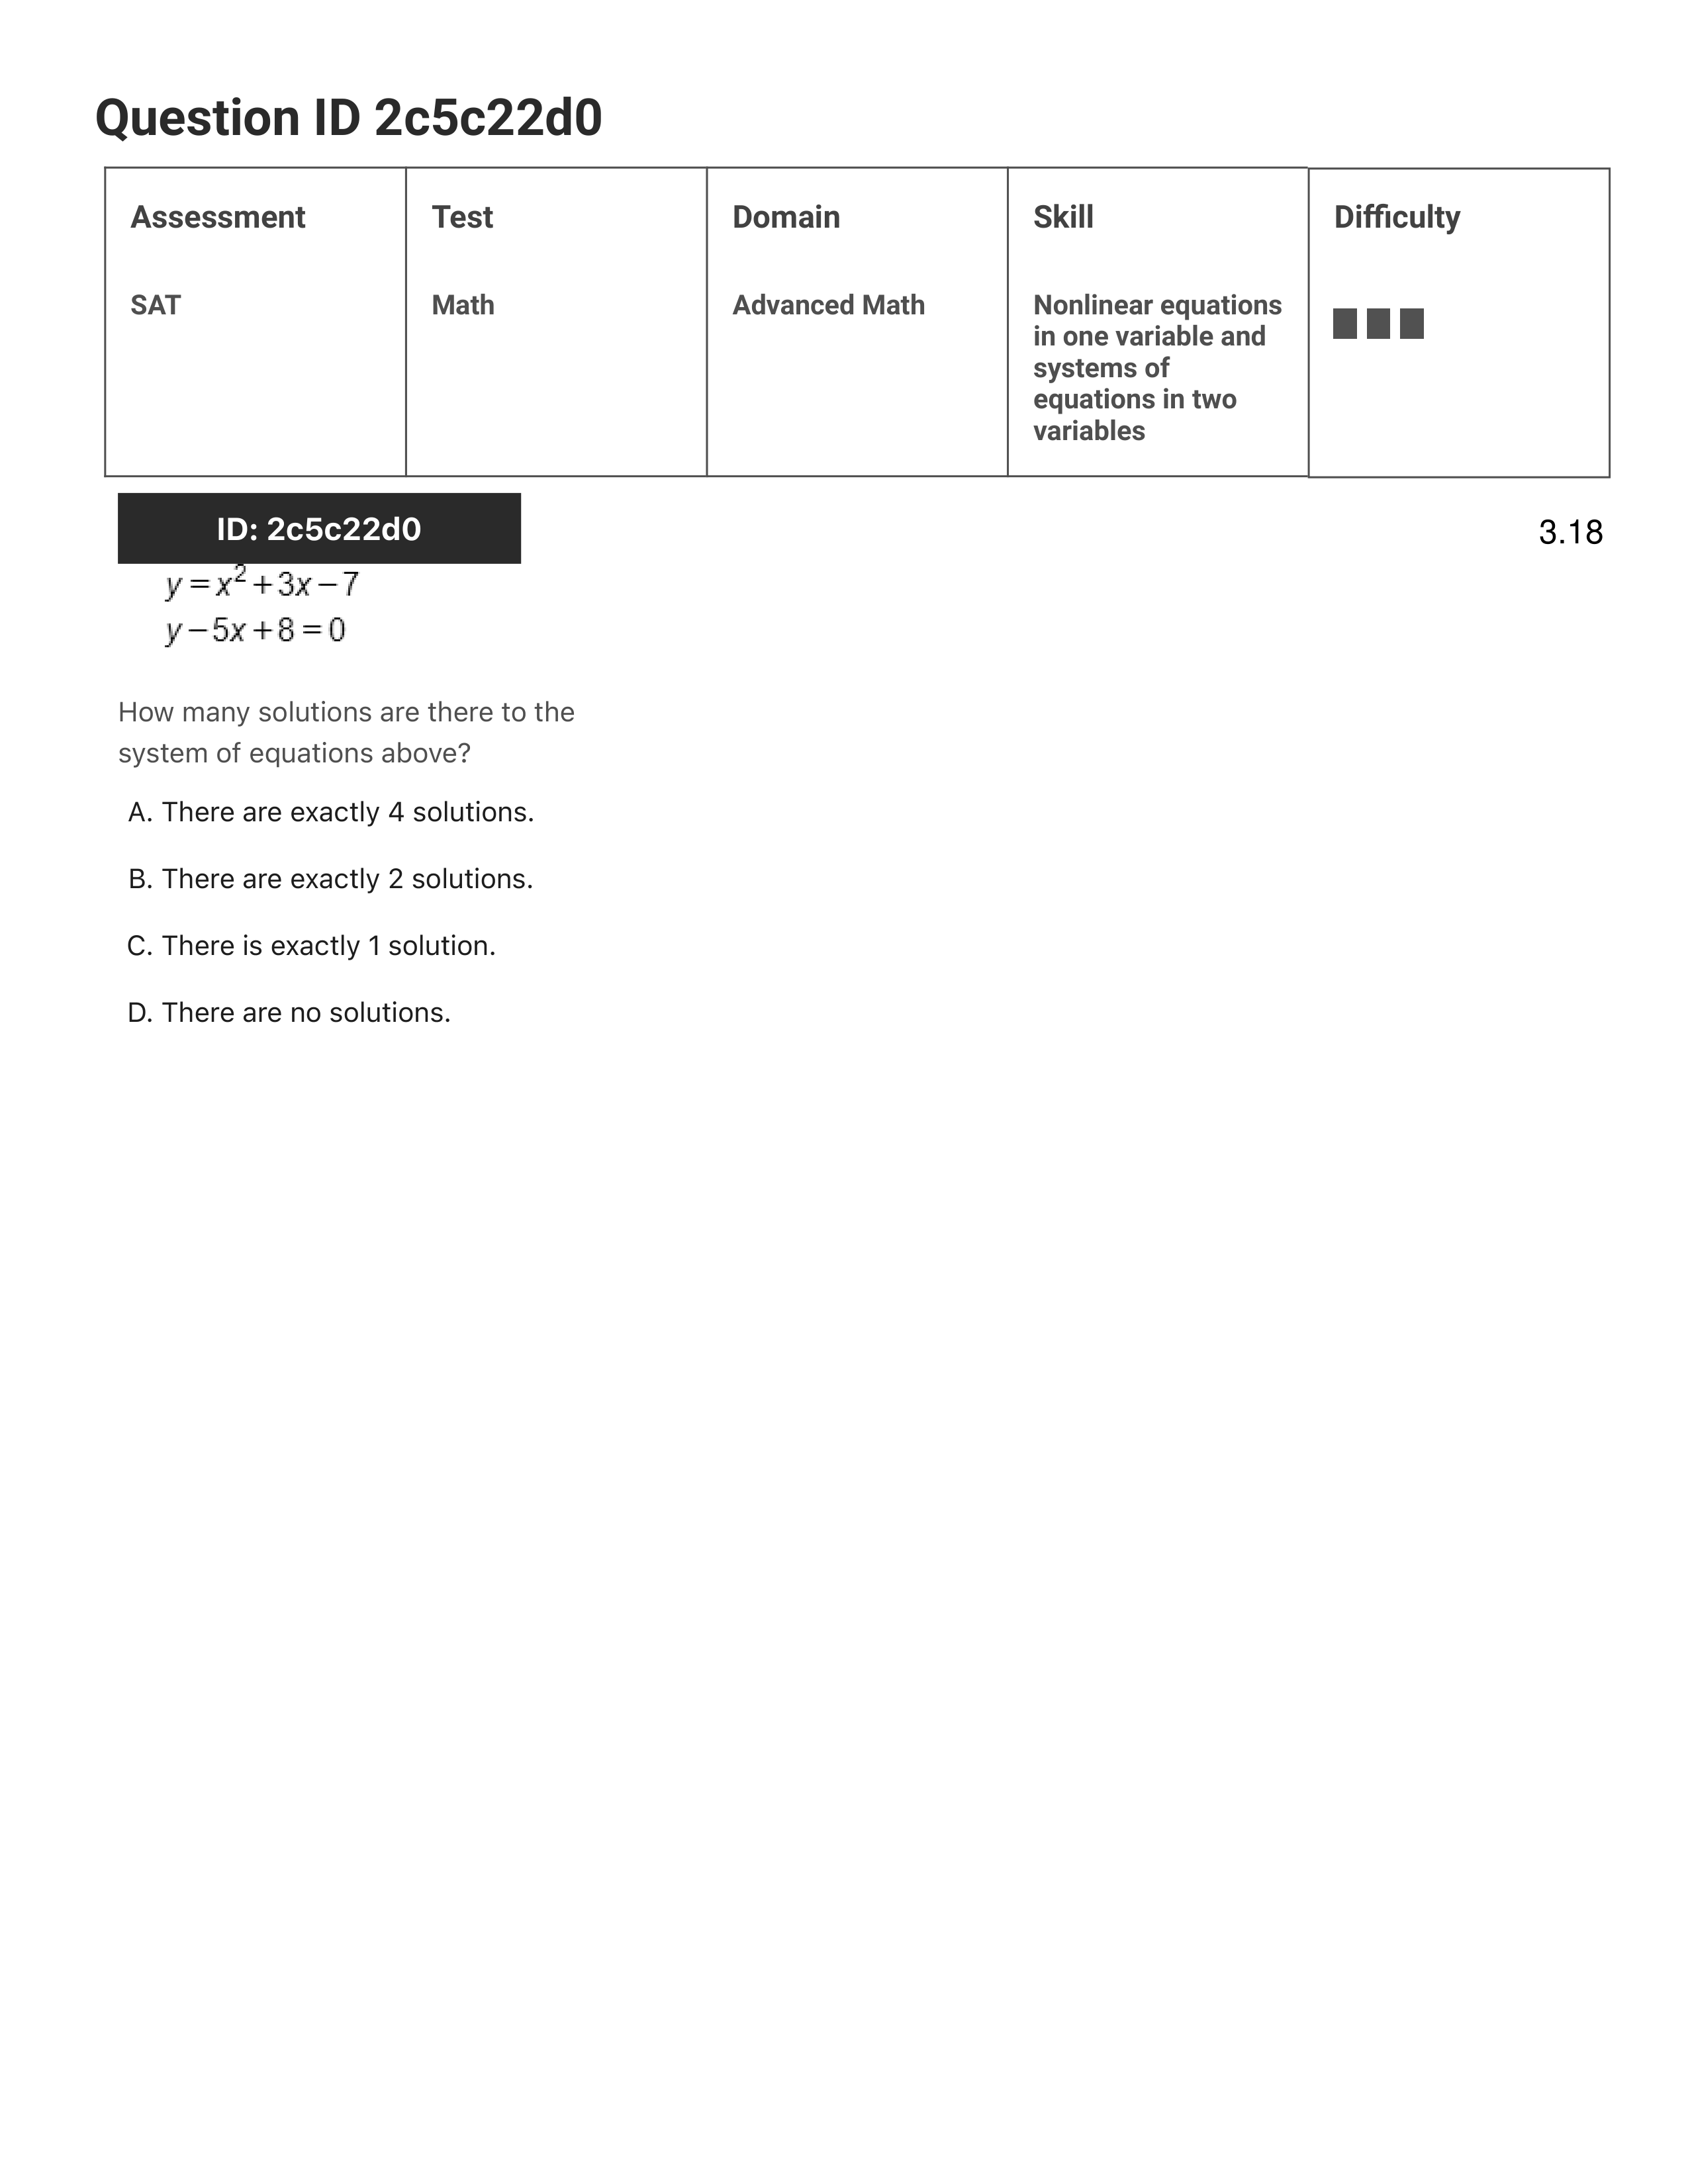 Question ID 2c5c22d0
Assessment
Test
Domain
Skill
Difficulty
SAT
Math
Advanced Math
Nonlinear equations
in one variable and
systems of
equations in two
variables
ID: 2c5c22d0
3.18
y = x² + 3x − 7
y − 5x + 8 = 0
How many solutions are there to the
system of equations above?
A. There are exactly 4 solutions.
B. There are exactly 2 solutions.
C. There is exactly 1 solution.
D. There are no solutions.